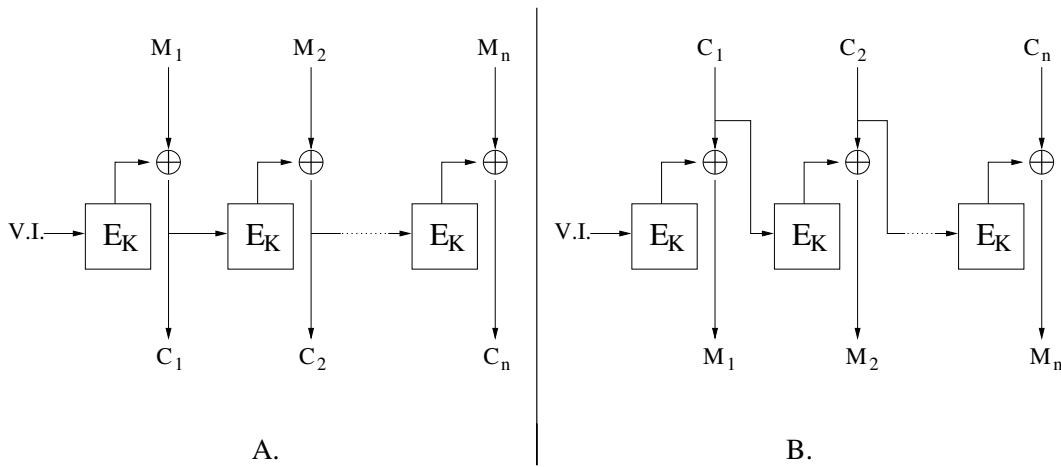 M1 M2 Mn
V.I. EK EK EK
C1 C2 Cn
A.
C1 C2 Cn
V.I. EK EK EK
M1 M2 Mn
B.